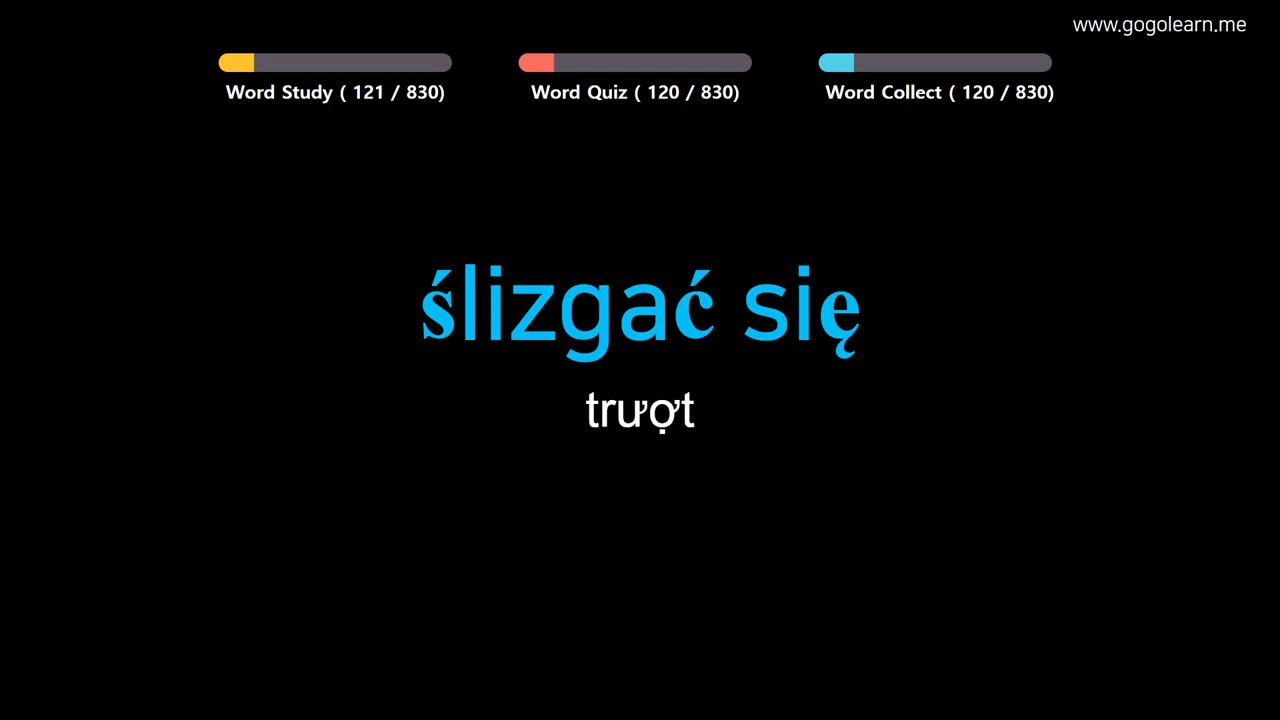 www.gogolearn.me
Word Study ( 121 / 830)
Word Quiz ( 120 / 830)
Word Collect ( 120 / 830)
ślizgać się
trượt